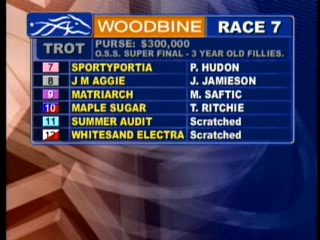 WOODBINE RACE 7
TROT PURSE: $300,000
O.S.S. SUPER FINAL - 3 YEAR OLD FILLIES.
7 SPORTYPORTIA P. HUDON
8 J M AGGIE J. JAMIESON
9 MATRIARCH M. SAFTIC
10 MAPLE SUGAR T. RITCHIE
11 SUMMER AUDIT Scratched
12 WHITESAND ELECTRA Scratched